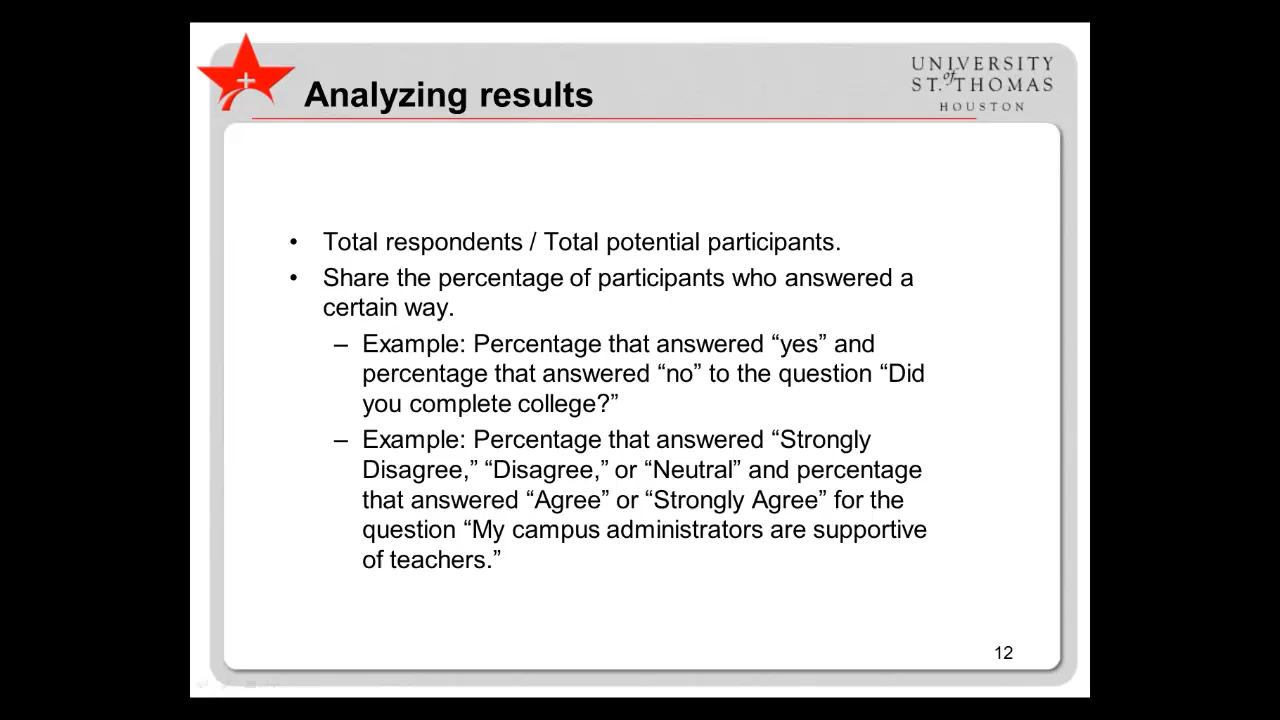 UNIVERSITY
of
ST. THOMAS
HOUSTON
Analyzing results
• Total respondents / Total potential participants.
• Share the percentage of participants who answered a
certain way.
– Example: Percentage that answered “yes” and
percentage that answered “no” to the question “Did
you complete college?”
– Example: Percentage that answered “Strongly
Disagree,” “Disagree,” or “Neutral” and percentage
that answered “Agree” or “Strongly Agree” for the
question “My campus administrators are supportive
of teachers.”
12